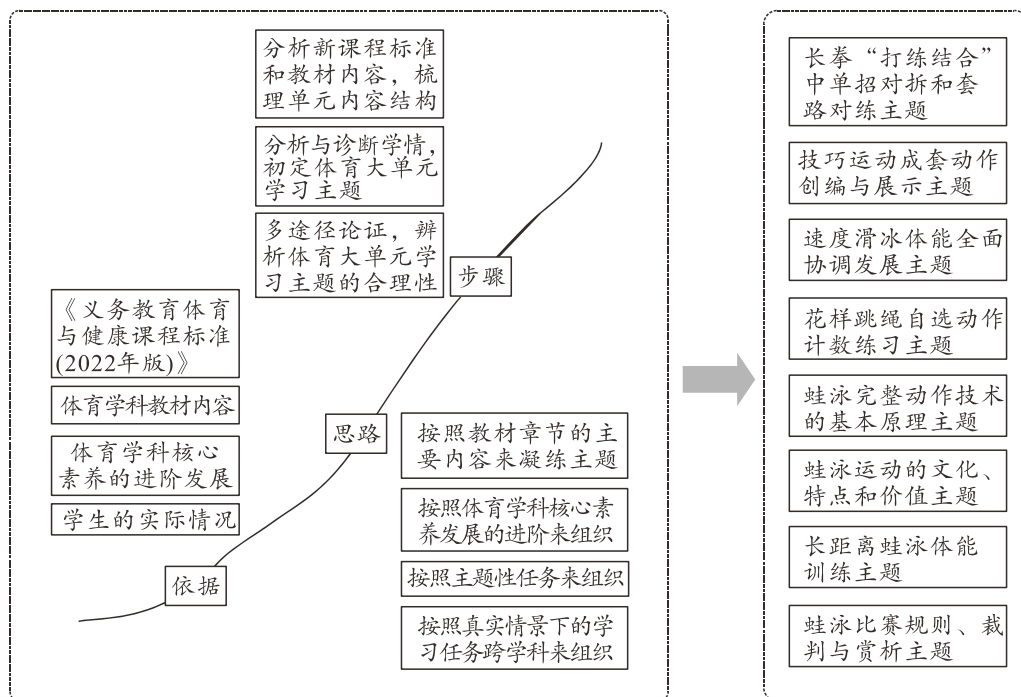 分析新课程标准
和教材内容，梳
理单元内容结构
分析与诊断学情，
初定体育大单元
学习主题
多途径论证，辨
析体育大单元学
习主题的合理性
步骤
《义务教育体育
与健康课程标准
(2022年版)》
体育学科教材内容
体育学科核心
素养的进阶发展
学生的实际情况
依据
思路
按照教材章节的主
要内容来凝练主题
按照体育学科核心素
养发展的进阶来组织
按照主题性任务来组织
按照真实情景下的学
习任务跨学科来组织
长拳“打练结合”
中单招对拆和套
路对练主题
技巧运动成套动作
创编与展示主题
速度滑冰体能全面
协调发展主题
花样跳绳自选动作
计数练习主题
蛙泳完整动作技术
的基本原理主题
蛙泳运动的文化、
特点和价值主题
长距离蛙泳体能
训练主题
蛙泳比赛规则、裁
判与赏析主题